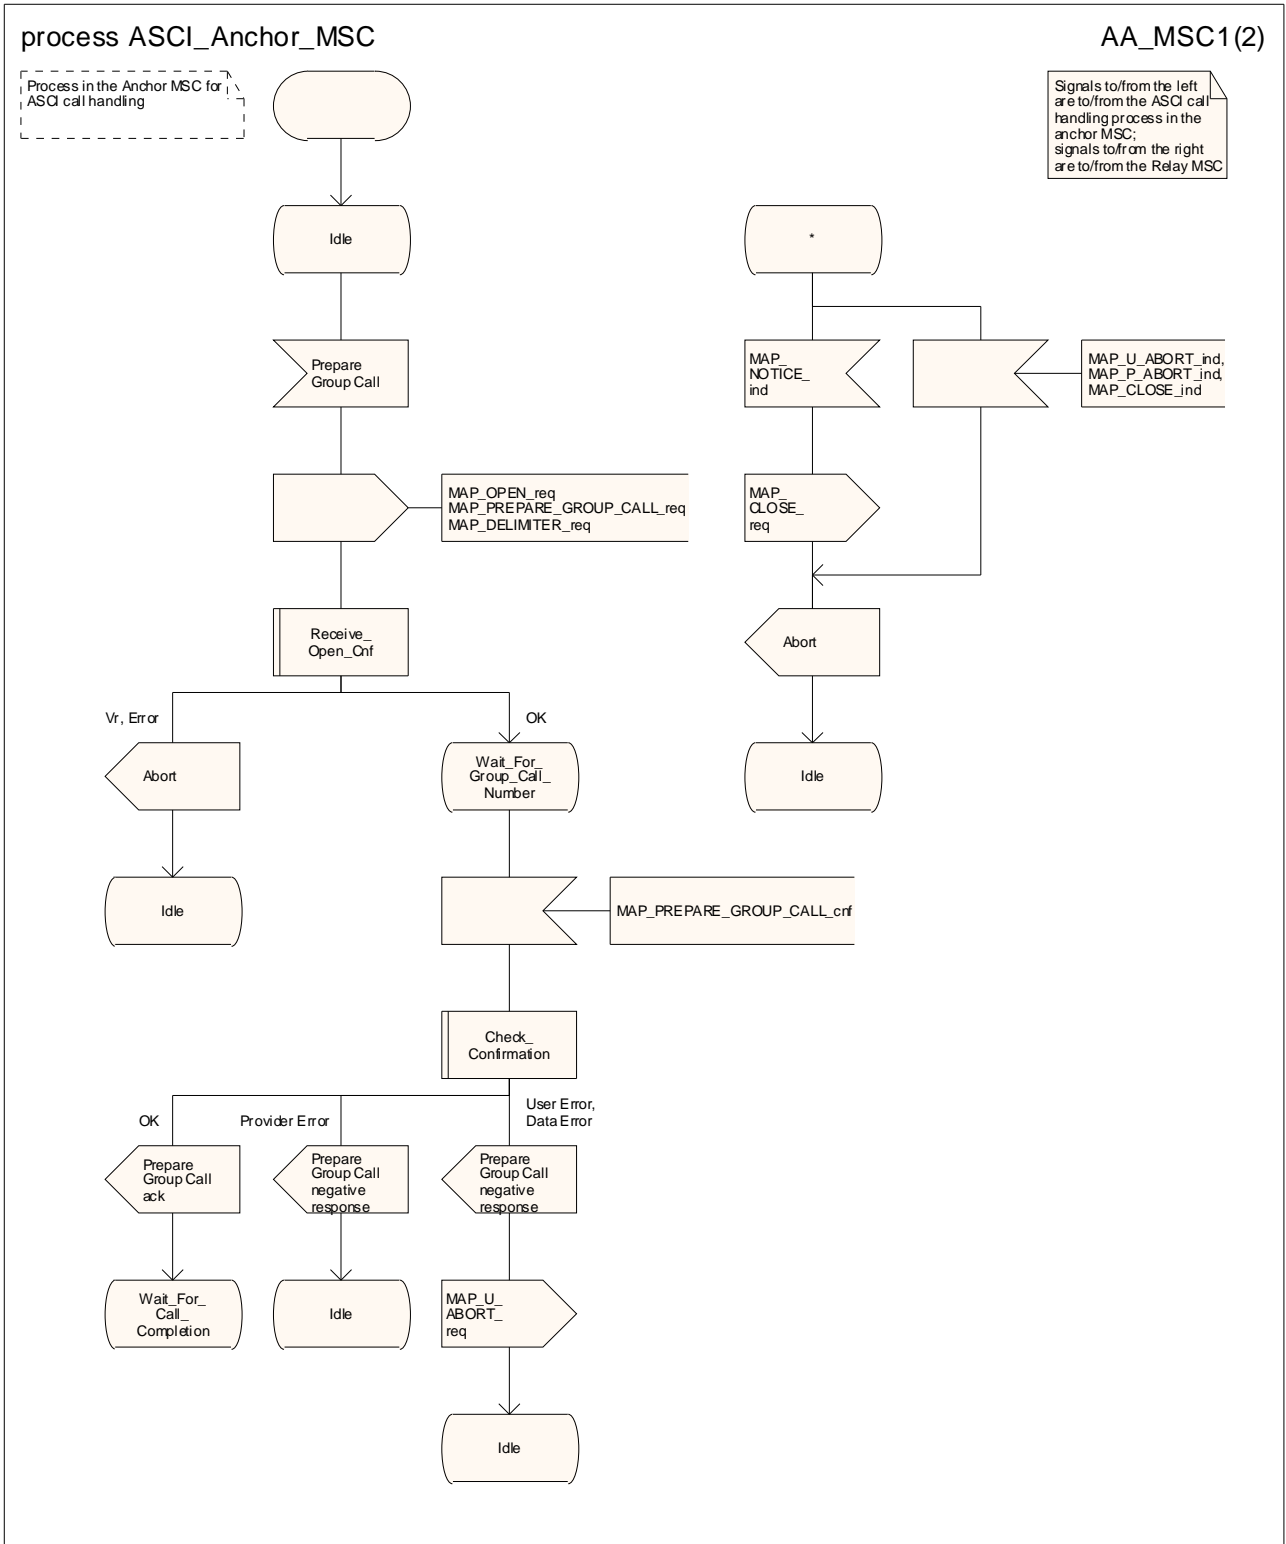 process ASCI_Anchor_MSC
AA_MSC1(2)
Process in the Anchor MSC for
ASCI call handling
Signals to/from the left
are to/from the ASCI call
handling process in the
anchor MSC;
signals to/from the right
are to/from the Relay MSC
Idle
*
Prepare
Group Call
MAP_
NOTICE_
ind
MAP_U_ABORT_ind,
MAP_P_ABORT_ind,
MAP_CLOSE_ind
MAP_OPEN_req
MAP_PREPARE_GROUP_CALL_req
MAP_DELIMITER_req
MAP_
CLOSE_
req
Receive_
Open_Cnf
Abort
Vr, Error
OK
Abort
Wait_For_
Group_Call_
Number
Idle
Idle
MAP_PREPARE_GROUP_CALL_cnf
Check_
Confirmation
OK
Provider Error
User Error,
Data Error
Prepare
Group Call
ack
Prepare
Group Call
negative
response
Prepare
Group Call
negative
response
Wait_For_
Call_
Completion
Idle
MAP_U_
ABORT_
req
Idle